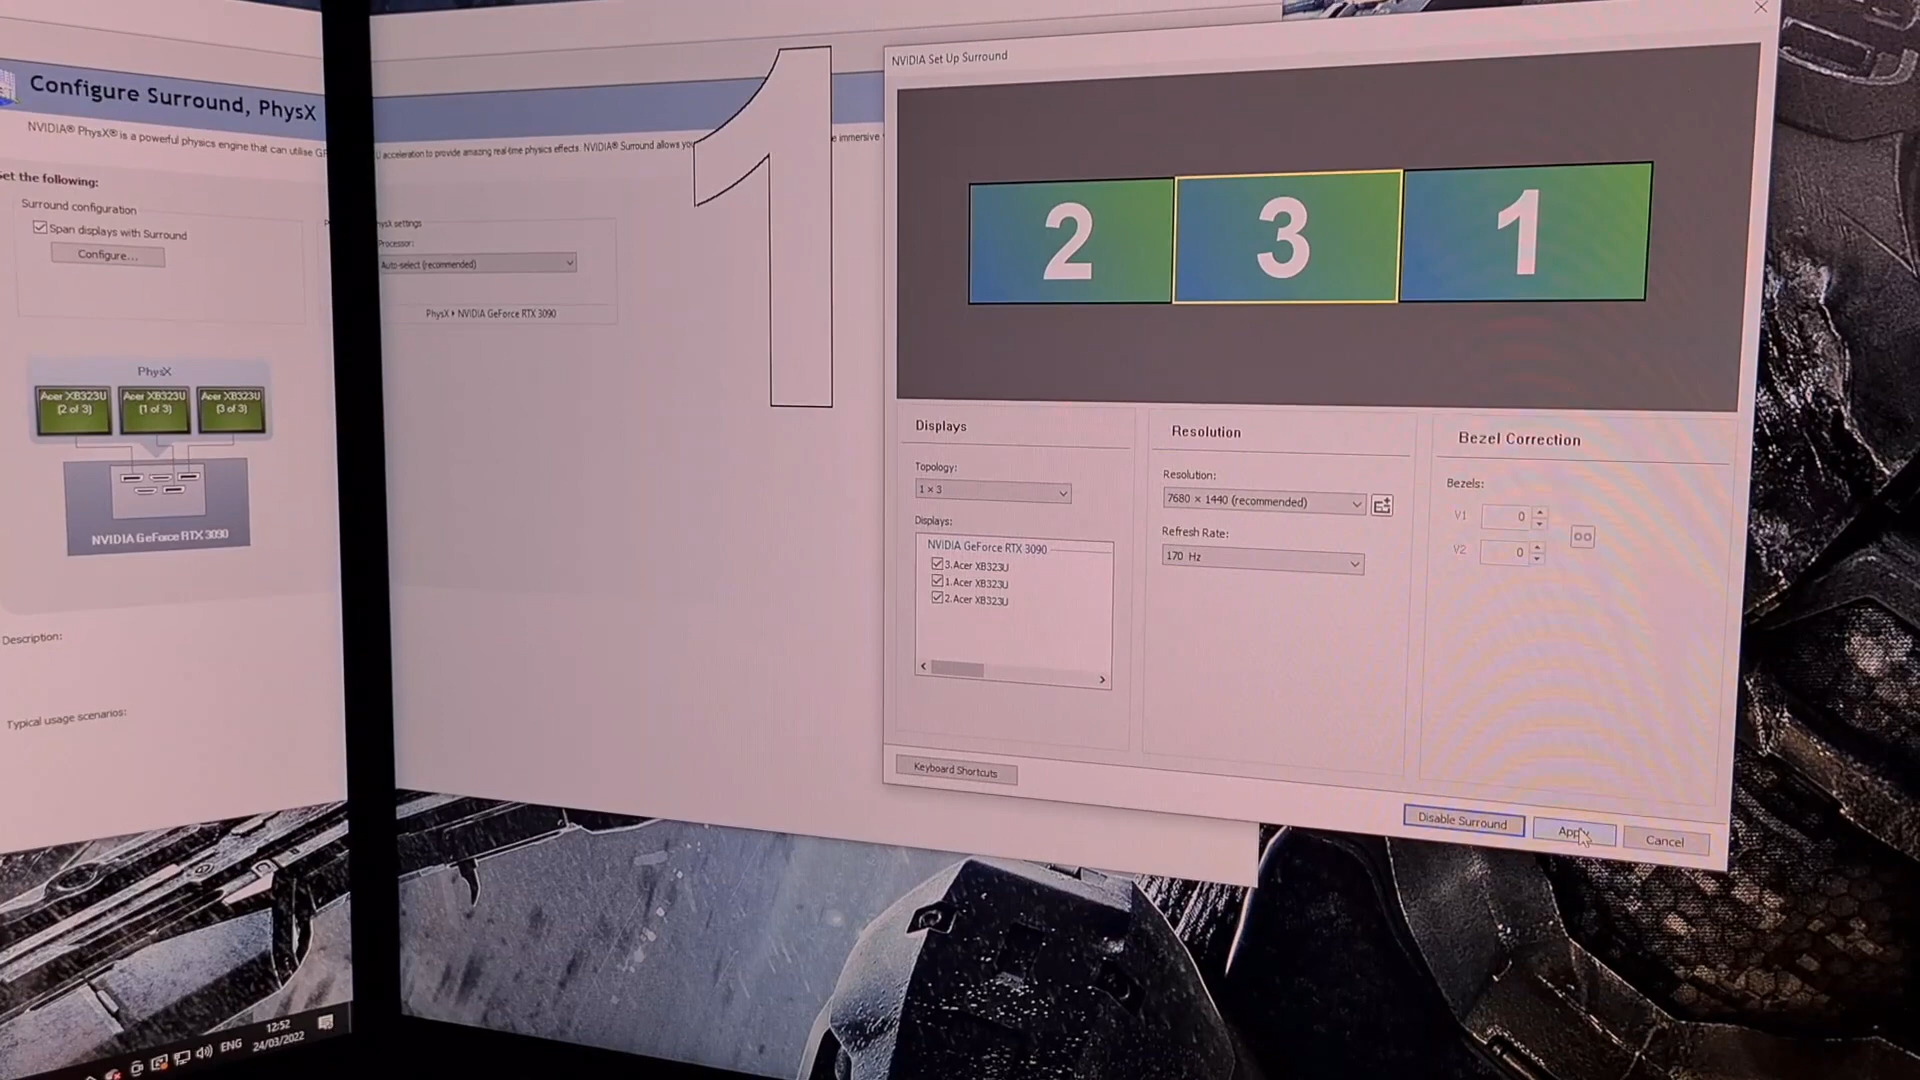 Configure Surround, PhysX
NVIDIA® PhysX® is a powerful physics engine that can utilise GP
U acceleration to provide amazing real-time physics effects. NVIDIA® Surround allows you
e immersive
et the following:
Surround configuration
Span displays with Surround
Configure...
hysX settings
Processor:
Auto-select (recommended)
PhysX ▸ NVIDIA GeForce RTX 3090
PhysX
Acer XB323U
(2 of 3)
Acer XB323U
(1 of 3)
Acer XB323U
(3 of 3)
NVIDIA GeForce RTX 3090
Description:
Typical usage scenarios:
1
NVIDIA Set Up Surround
2
3
1
Displays
Topology:
1 × 3
Displays:
NVIDIA GeForce RTX 3090
3. Acer XB323U
1. Acer XB323U
2. Acer XB323U
Resolution
Resolution:
7680 × 1440 (recommended)
Refresh Rate:
170 Hz
Bezel Correction
Bezels:
V1
0
V2
0
Keyboard Shortcuts
Disable Surround
Apply
Cancel
ENG
12:52
24/03/2022